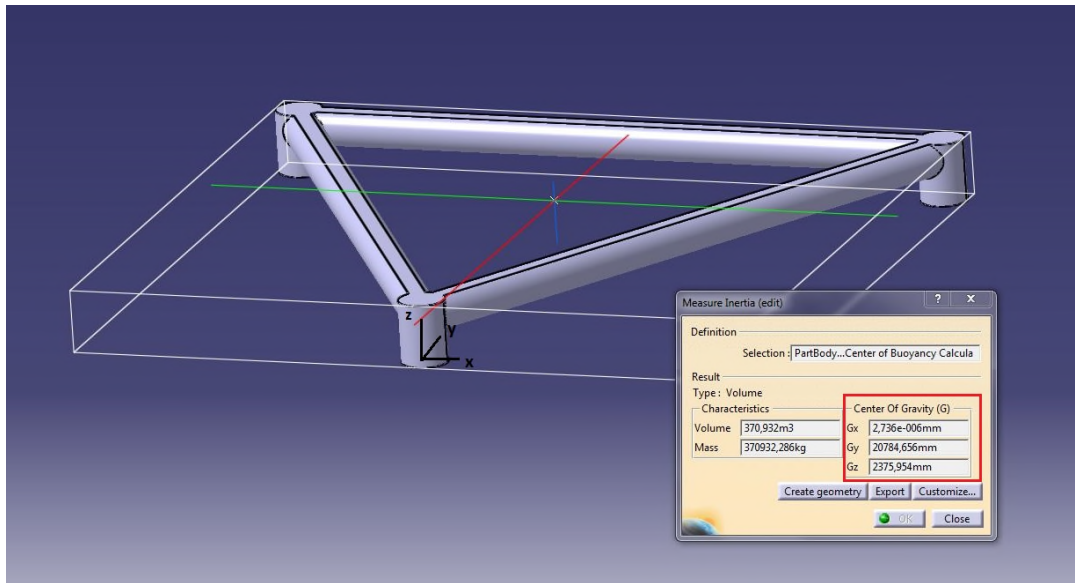 z
y
x
Measure Inertia (edit)
? X
Definition
Selection : PartBody...Center of Buoyancy Calcula
Result
Type : Volume
Characteristics
Center Of Gravity (G)
Volume 370,932m3
Gx 2,736e-006mm
Mass 370932,286kg
Gy 20784,656mm
Gz 2375,954mm
Create geometry Export Customize...
OK Close